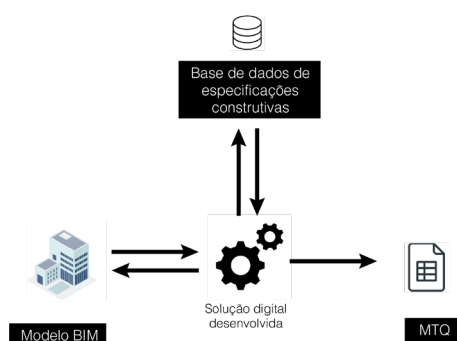 Base de dados de
especificações
construtivas
Solução digital
desenvolvida
Modelo BIM
MTQ